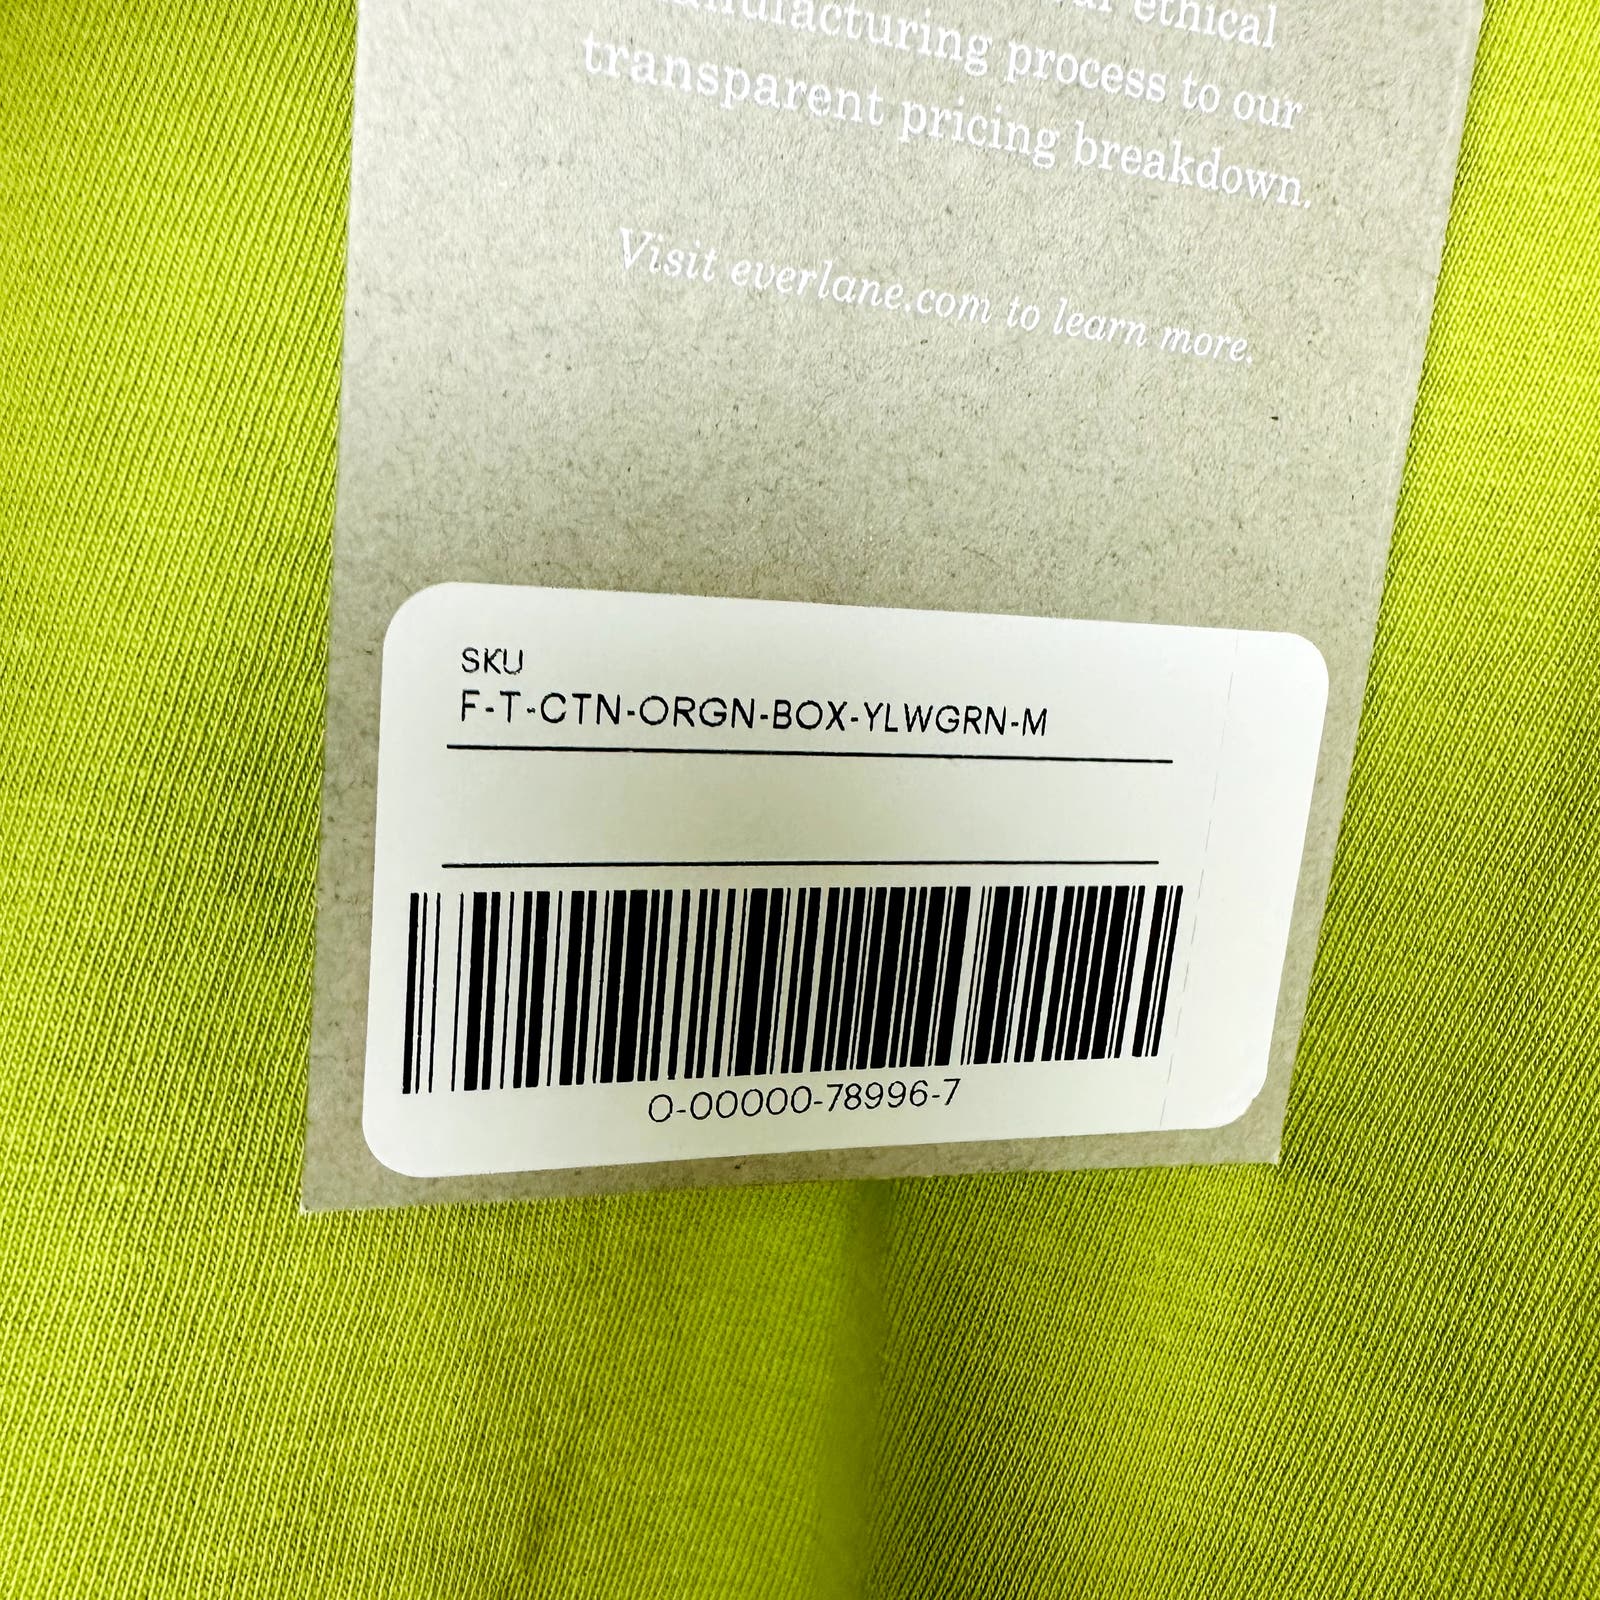 ethical
manufacturing process to our
transparent pricing breakdown.
Visit everlane.com to learn more.
SKU
F-T-CTN-ORGN-BOX-YLWGRN-M
0-00000-78996-7